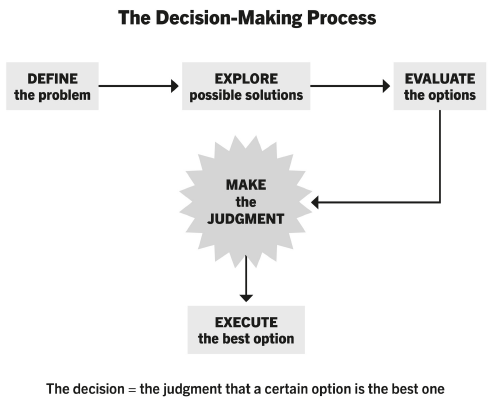 The Decision-Making Process
DEFINE
the problem
EXPLORE
possible solutions
EVALUATE
the options
MAKE
the
JUDGMENT
EXECUTE
the best option
The decision = the judgment that a certain option is the best one